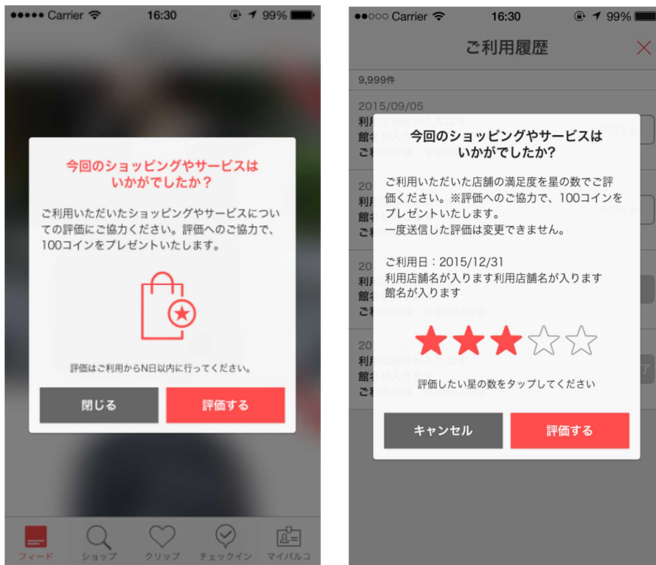 Carrier 16:30 99%
今回のショッピングやサービスは
いかがでしたか？
ご利用いただいたショッピングやサービスについ
ての評価にご協力ください。評価へのご協力で、
100コインをプレゼントいたします。
評価はご利用からN日以内に行ってください。
閉じる 評価する
フィード ショップ クリップ チェックイン マイパルコ
Carrier 16:30 99%
ご利用履歴
9,999件
2015/09/05
今回のショッピングやサービスは
いかがでしたか?
ご利用いただいた店舗の満足度を星の数でご評
価ください。※評価へのご協力で、100コインを
プレゼントいたします。
一度送信した評価は変更できません。
ご利用日：2015/12/31
利用店舗名が入ります利用店舗名が入ります
館名が入ります
評価したい星の数をタップしてください
キャンセル 評価する